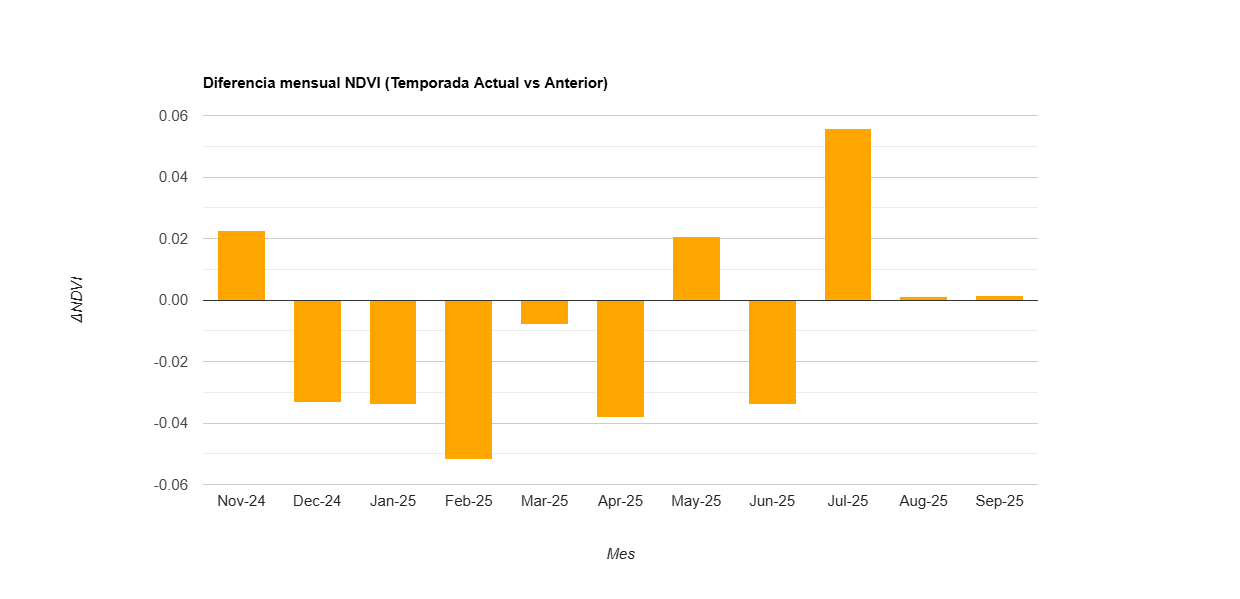 Diferencia mensual NDVI (Temporada Actual vs Anterior)
0.06
0.04
0.02
0.00
-0.02
-0.04
-0.06
ΔNDVI
Nov-24 Dec-24 Jan-25 Feb-25 Mar-25 Apr-25 May-25 Jun-25 Jul-25 Aug-25 Sep-25
Mes